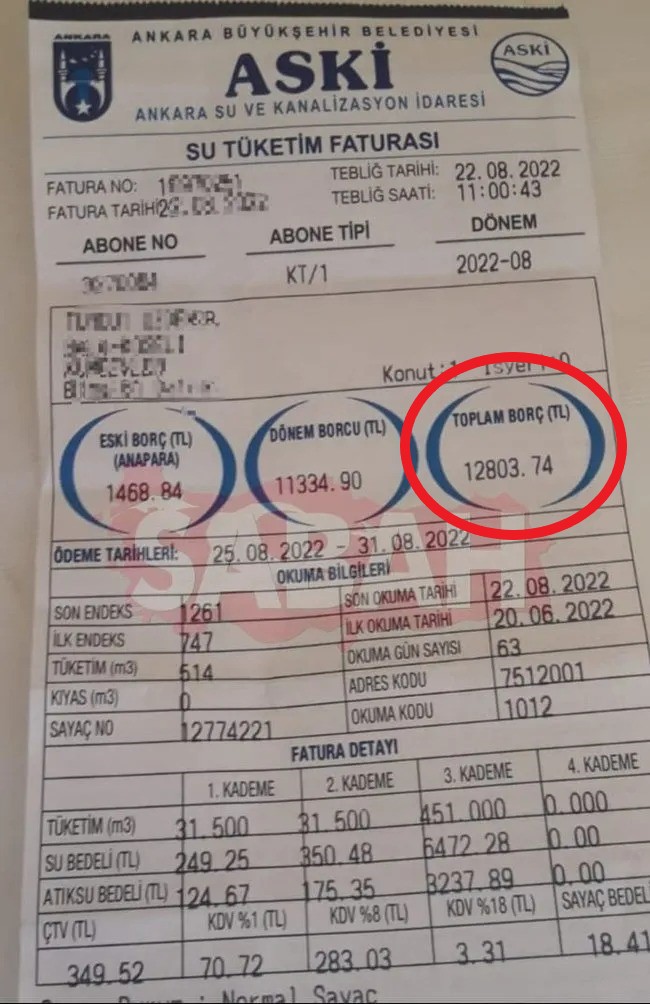 ANKARA BÜYÜKŞEHİR BELEDİYESİ
ANKARA
ASKİ
ASKİ
ANKARA SU VE KANALİZASYON İDARESİ
SU TÜKETİM FATURASI
FATURA NO:
TEBLİĞ TARİHİ: 22.08.2022
FATURA TARİHİ
TEBLİĞ SAATİ: 11:00:43
ABONE NO ABONE TİPİ DÖNEM
KT/1 2022-08
Konut:1 İsyeri:0
ESKİ BORÇ (TL) DÖNEM BORCU (TL) TOPLAM BORÇ (TL)
(ANAPARA)
1468.84 11334.90 12803.74
SABAH
ÖDEME TARİHLERİ: 25.08.2022 - 31.08.2022
OKUMA BİLGİLERİ
SON ENDEKS 1261 SON OKUMA TARİHİ 22.08.2022
İLK ENDEKS 747 İLK OKUMA TARİHİ 20.06.2022
TÜKETİM (m3) 514 OKUMA GÜN SAYISI 63
KIYAS (m3) 0 ADRES KODU 7512001
SAYAÇ NO 12774221 OKUMA KODU 1012
FATURA DETAYI
1. KADEME 2. KADEME 3. KADEME 4. KADEME
TÜKETİM (m3) 31.500 31.500 451.000 0.000
SU BEDELİ (TL) 249.25 350.48 6472.28 0.00
ATIKSU BEDELİ (TL) 124.67 175.35 3237.89 0.00
ÇTV (TL) KDV %1 (TL) KDV %8 (TL) KDV %18 (TL) SAYAÇ BEDELİ
349.52 70.72 283.03 3.31 18.41
Durum : Normal Sayaç